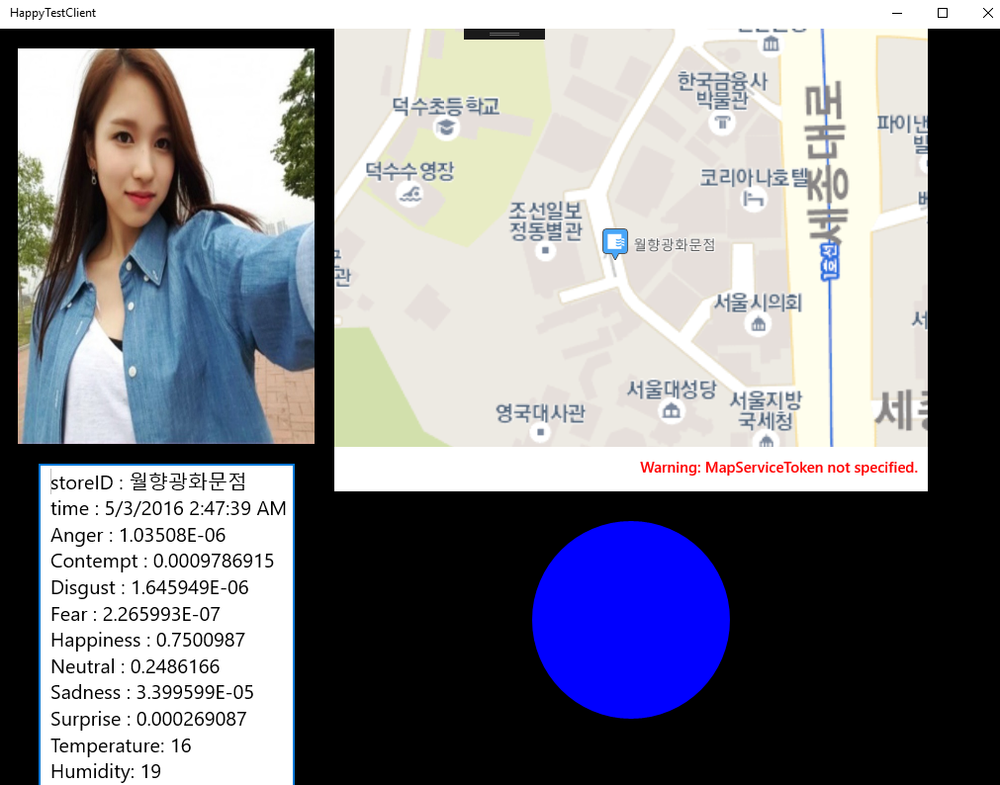 HappyTestClient
덕수초등학교
한국금융사
박물관
세종대로
덕수수영장
코리아나호텔
조선일보
정동별관
월향광화문점
관
1호선
서울시의회
서울대성당
서울지방
국세청
영국대사관
Warning: MapServiceToken not specified.
storeID : 월향광화문점
time : 5/3/2016 2:47:39 AM
Anger : 1.03508E-06
Contempt : 0.0009786915
Disgust : 1.645949E-06
Fear : 2.265993E-07
Happiness : 0.7500987
Neutral : 0.2486166
Sadness : 3.399599E-05
Surprise : 0.000269087
Temperature: 16
Humidity: 19